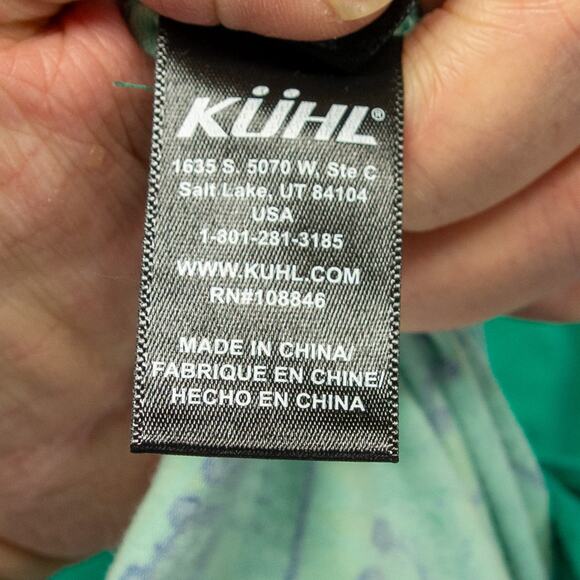 KÜHL®
1635 S. 5070 W, Ste C
Salt Lake, UT 84104
USA
1-801-281-3185
WWW.KUHL.COM
RN#108846
MADE IN CHINA/
FABRIQUE EN CHINE/
HECHO EN CHINA